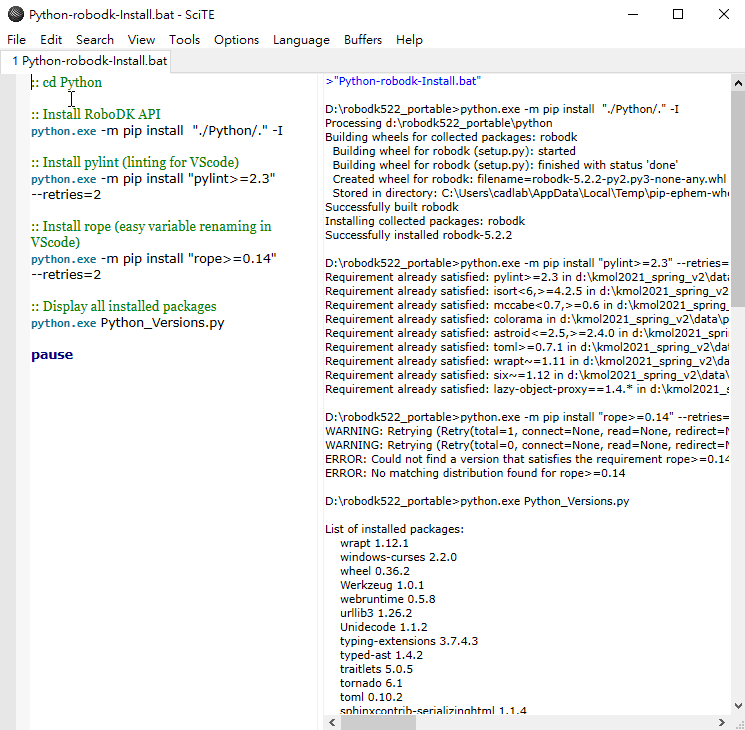 Python-robodk-Install.bat - SciTE
File Edit Search View Tools Options Language Buffers Help
1 Python-robodk-Install.bat
:: cd Python
:: Install RoboDK API
python.exe -m pip install "./Python/." -I
:: Install pylint (linting for VScode)
python.exe -m pip install "pylint>=2.3"
--retries=2
:: Install rope (easy variable renaming in
VScode)
python.exe -m pip install "rope>=0.14"
--retries=2
:: Display all installed packages
python.exe Python_Versions.py
pause
>"Python-robodk-Install.bat"
D:\robodk522_portable>python.exe -m pip install "./Python/." -I
Processing d:\robodk522_portable\python
Building wheels for collected packages: robodk
Building wheel for robodk (setup.py): started
Building wheel for robodk (setup.py): finished with status 'done'
Created wheel for robodk: filename=robodk-5.2.2-py2.py3-none-any.whl
Stored in directory: C:\Users\cadlab\AppData\Local\Temp\pip-ephem-whe
Successfully built robodk
Installing collected packages: robodk
Successfully installed robodk-5.2.2
D:\robodk522_portable>python.exe -m pip install "pylint>=2.3" --retries=
Requirement already satisfied: pylint>=2.3 in d:\kmol2021_spring_v2\data
Requirement already satisfied: isort<6,>=4.2.5 in d:\kmol2021_spring_v2
Requirement already satisfied: mccabe<0.7,>=0.6 in d:\kmol2021_spring
Requirement already satisfied: colorama in d:\kmol2021_spring_v2\data\p
Requirement already satisfied: astroid<=2.5,>=2.4.0 in d:\kmol2021_spri
Requirement already satisfied: toml>=0.7.1 in d:\kmol2021_spring_v2\da
Requirement already satisfied: wrapt~=1.11 in d:\kmol2021_spring_v2\da
Requirement already satisfied: six~=1.12 in d:\kmol2021_spring_v2\data
Requirement already satisfied: lazy-object-proxy==1.4.* in d:\kmol2021_s
D:\robodk522_portable>python.exe -m pip install "rope>=0.14" --retries=
WARNING: Retrying (Retry(total=1, connect=None, read=None, redirect=N
WARNING: Retrying (Retry(total=0, connect=None, read=None, redirect=N
ERROR: Could not find a version that satisfies the requirement rope>=0.14
ERROR: No matching distribution found for rope>=0.14
D:\robodk522_portable>python.exe Python_Versions.py
List of installed packages:
wrapt 1.12.1
windows-curses 2.2.0
wheel 0.36.2
Werkzeug 1.0.1
webruntime 0.5.8
urllib3 1.26.2
Unidecode 1.1.2
typing-extensions 3.7.4.3
typed-ast 1.4.2
traitlets 5.0.5
tornado 6.1
toml 0.10.2
sphinxcontrib-serializinghtml 1.1.4